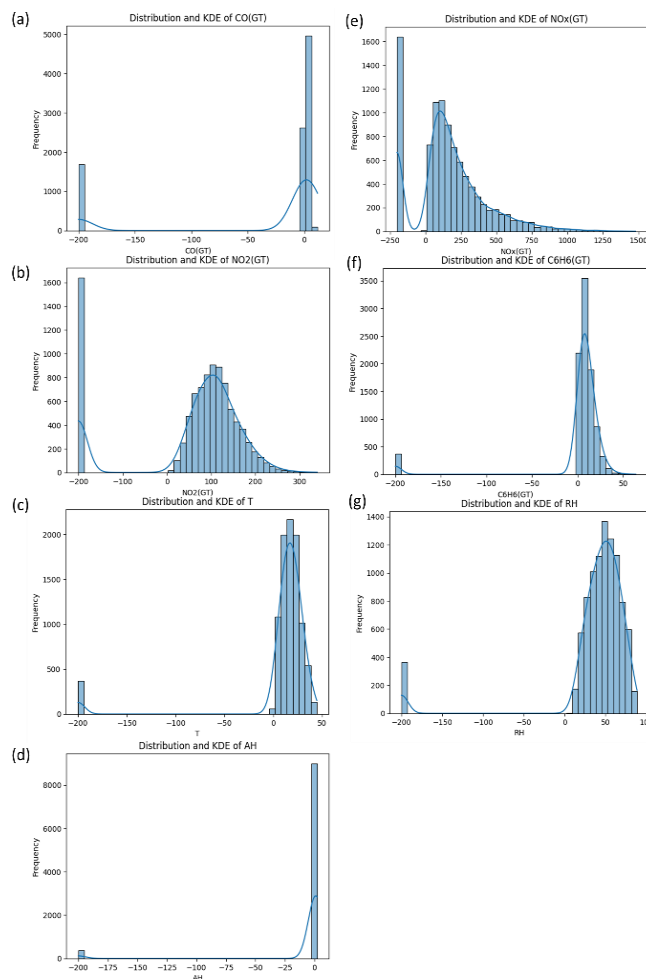 (a)
Distribution and KDE of CO(GT)
5000
4000
3000
2000
1000
0
Frequency
−200 −150 −100 −50 0
CO(GT)
(b)
Distribution and KDE of NO2(GT)
1600
1400
1200
1000
800
600
400
200
0
Frequency
−200 −100 0 100 200 300
NO2(GT)
(c)
Distribution and KDE of T
2000
1500
1000
500
0
Frequency
−200 −150 −100 −50 0 50
T
(d)
Distribution and KDE of AH
8000
6000
4000
2000
0
Frequency
−200 −175 −150 −125 −100 −75 −50 −25 0
AH
(e)
Distribution and KDE of NOx(GT)
1600
1400
1200
1000
800
600
400
200
0
Frequency
−250 0 250 500 750 1000 1250 1500
NOx(GT)
(f)
Distribution and KDE of C6H6(GT)
3500
3000
2500
2000
1500
1000
500
0
Frequency
−200 −150 −100 −50 0 50
C6H6(GT)
(g)
Distribution and KDE of RH
1400
1200
1000
800
600
400
200
0
Frequency
−200 −150 −100 −50 0 50 100
RH